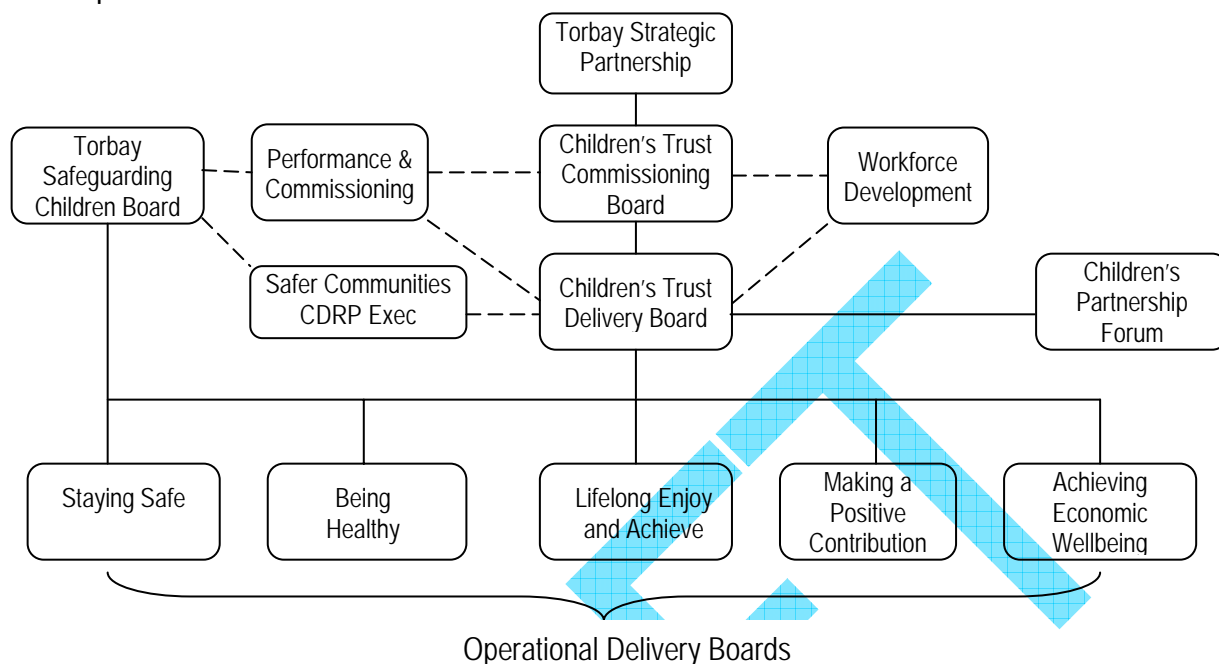 Torbay Strategic
Partnership
Torbay
Safeguarding
Children Board
Performance &
Commissioning
Children's Trust
Commissioning
Board
Workforce
Development
Safer Communities
CDRP Exec
Children's Trust
Delivery Board
Children's
Partnership
Forum
Staying Safe
Being
Healthy
Lifelong Enjoy
and Achieve
Making a
Positive
Contribution
Achieving
Economic
Wellbeing
Operational Delivery Boards